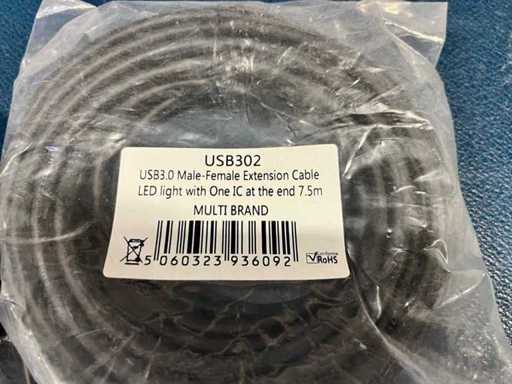 USB302
USB3.0 Male-Female Extension Cable
LED light with One IC at the end 7.5m
MULTI BRAND
5 060323 936092
RoHS